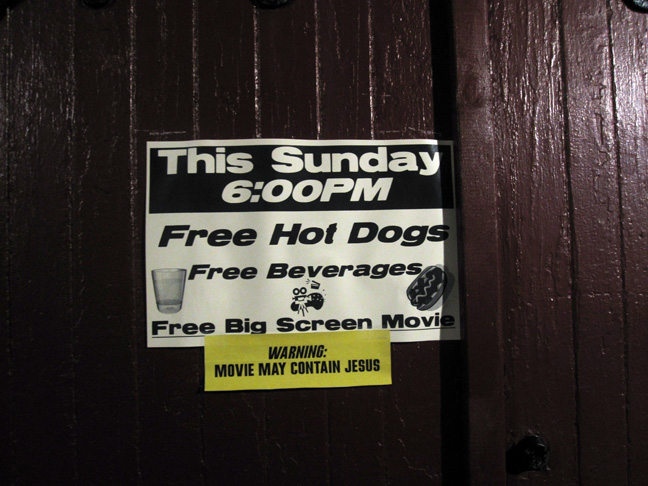 This Sunday
6:00PM
Free Hot Dogs
Free Beverages
Free Big Screen Movie
WARNING:
MOVIE MAY CONTAIN JESUS